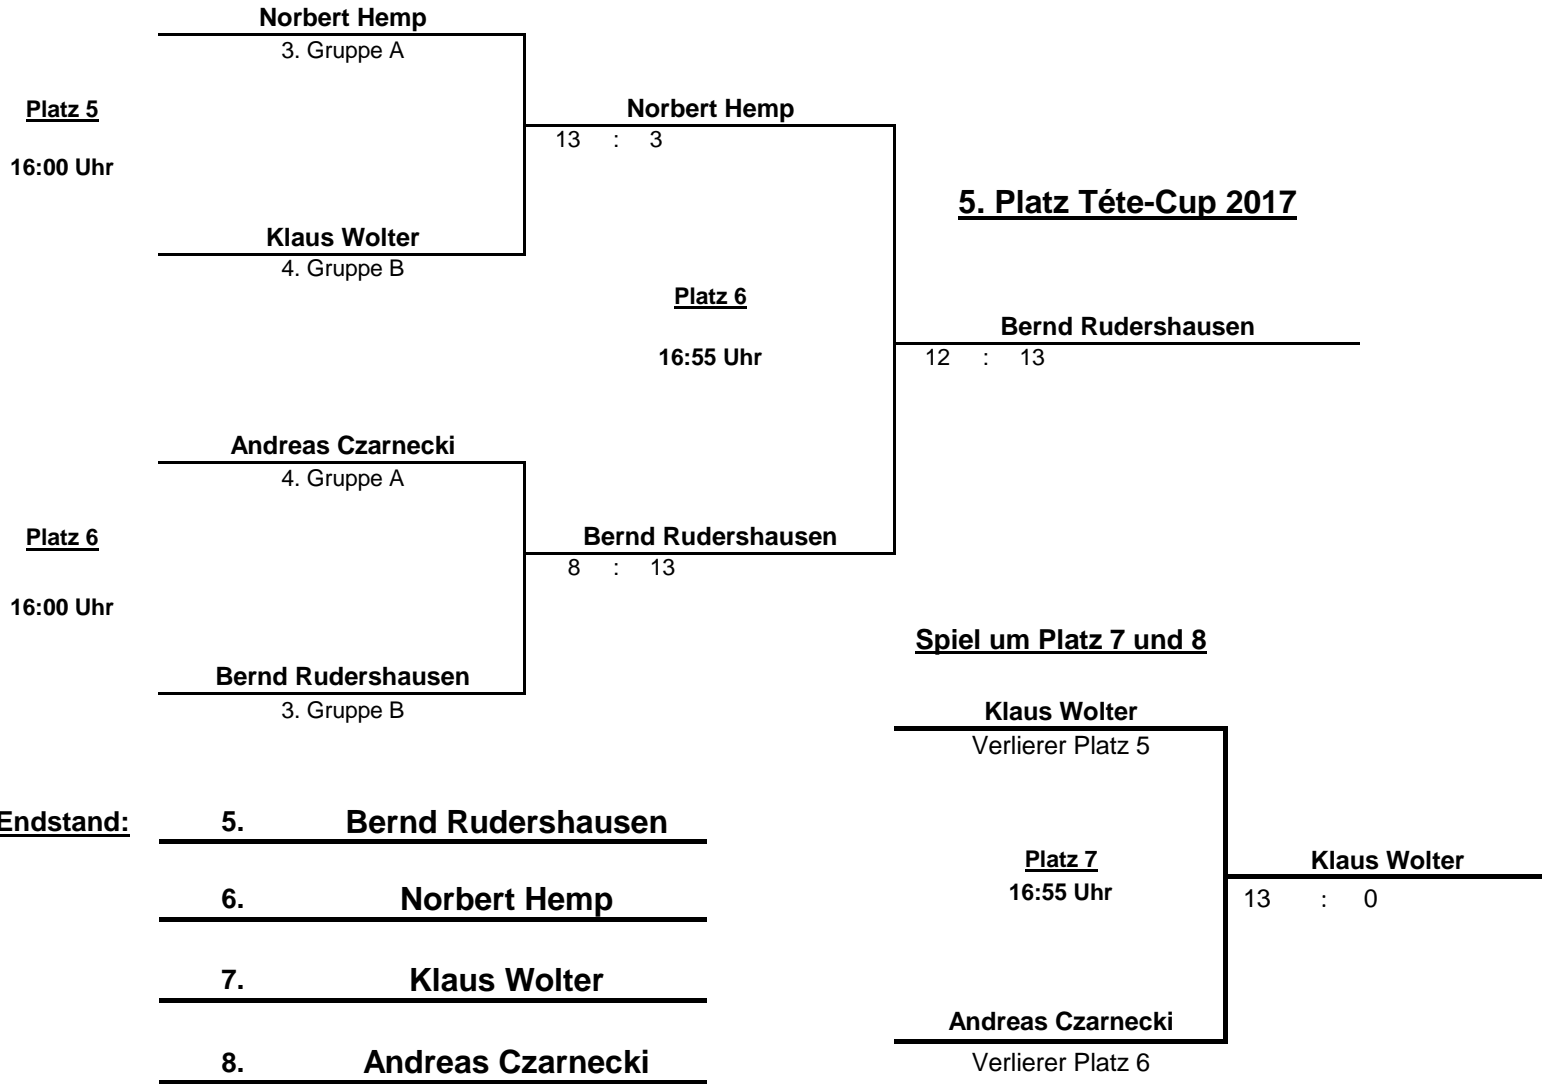 Norbert Hemp
3. Gruppe A
Platz 5
Norbert Hemp
13 : 3
16:00 Uhr
5. Platz Téte-Cup 2017
Klaus Wolter
4. Gruppe B
Platz 6
Bernd Rudershausen
16:55 Uhr
12 : 13
Andreas Czarnecki
4. Gruppe A
Platz 6
Bernd Rudershausen
8 : 13
16:00 Uhr
Spiel um Platz 7 und 8
Bernd Rudershausen
3. Gruppe B
Klaus Wolter
Verlierer Platz 5
Endstand: 5. Bernd Rudershausen
Platz 7
Klaus Wolter
16:55 Uhr
13 : 0
6. Norbert Hemp
7. Klaus Wolter
Andreas Czarnecki
Verlierer Platz 6
8. Andreas Czarnecki